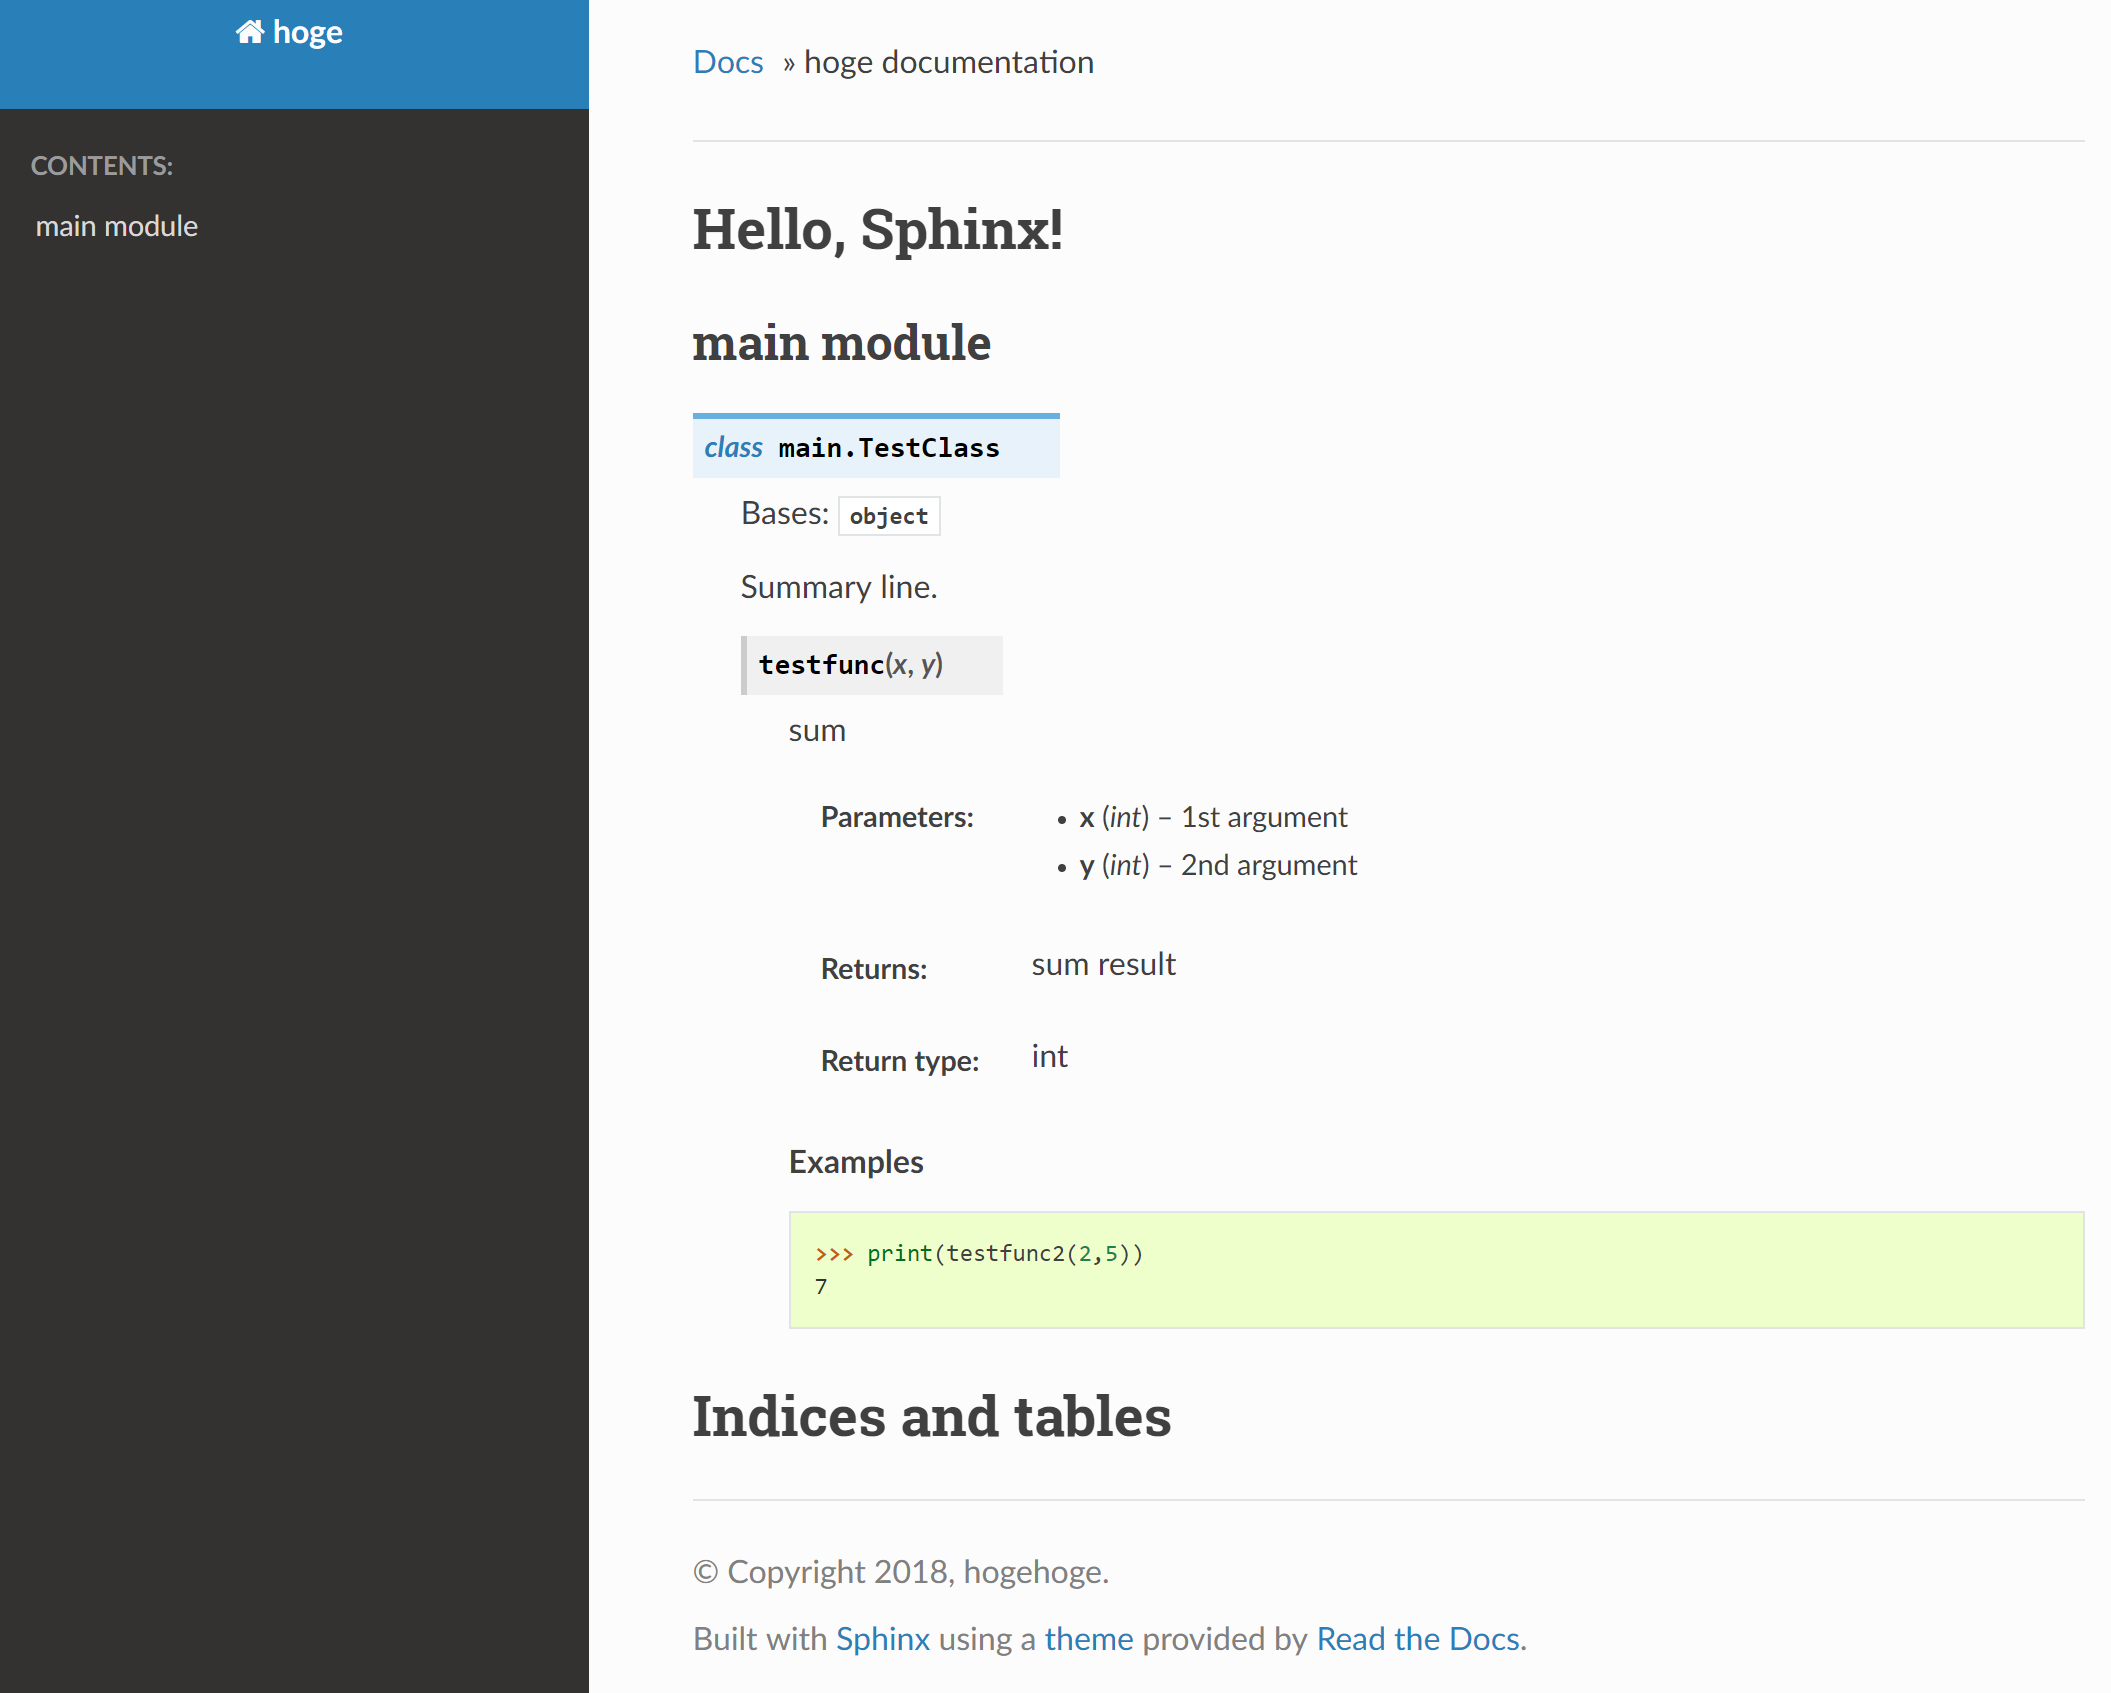 hoge
CONTENTS:
main module
Docs » hoge documentation
Hello, Sphinx!
main module
class main.TestClass
Bases: object
Summary line.
testfunc(x, y)
sum
Parameters:
• x (int) – 1st argument
• y (int) – 2nd argument
Returns: sum result
Return type: int
Examples
>>> print(testfunc2(2,5))
7
Indices and tables
© Copyright 2018, hogehoge.
Built with Sphinx using a theme provided by Read the Docs.